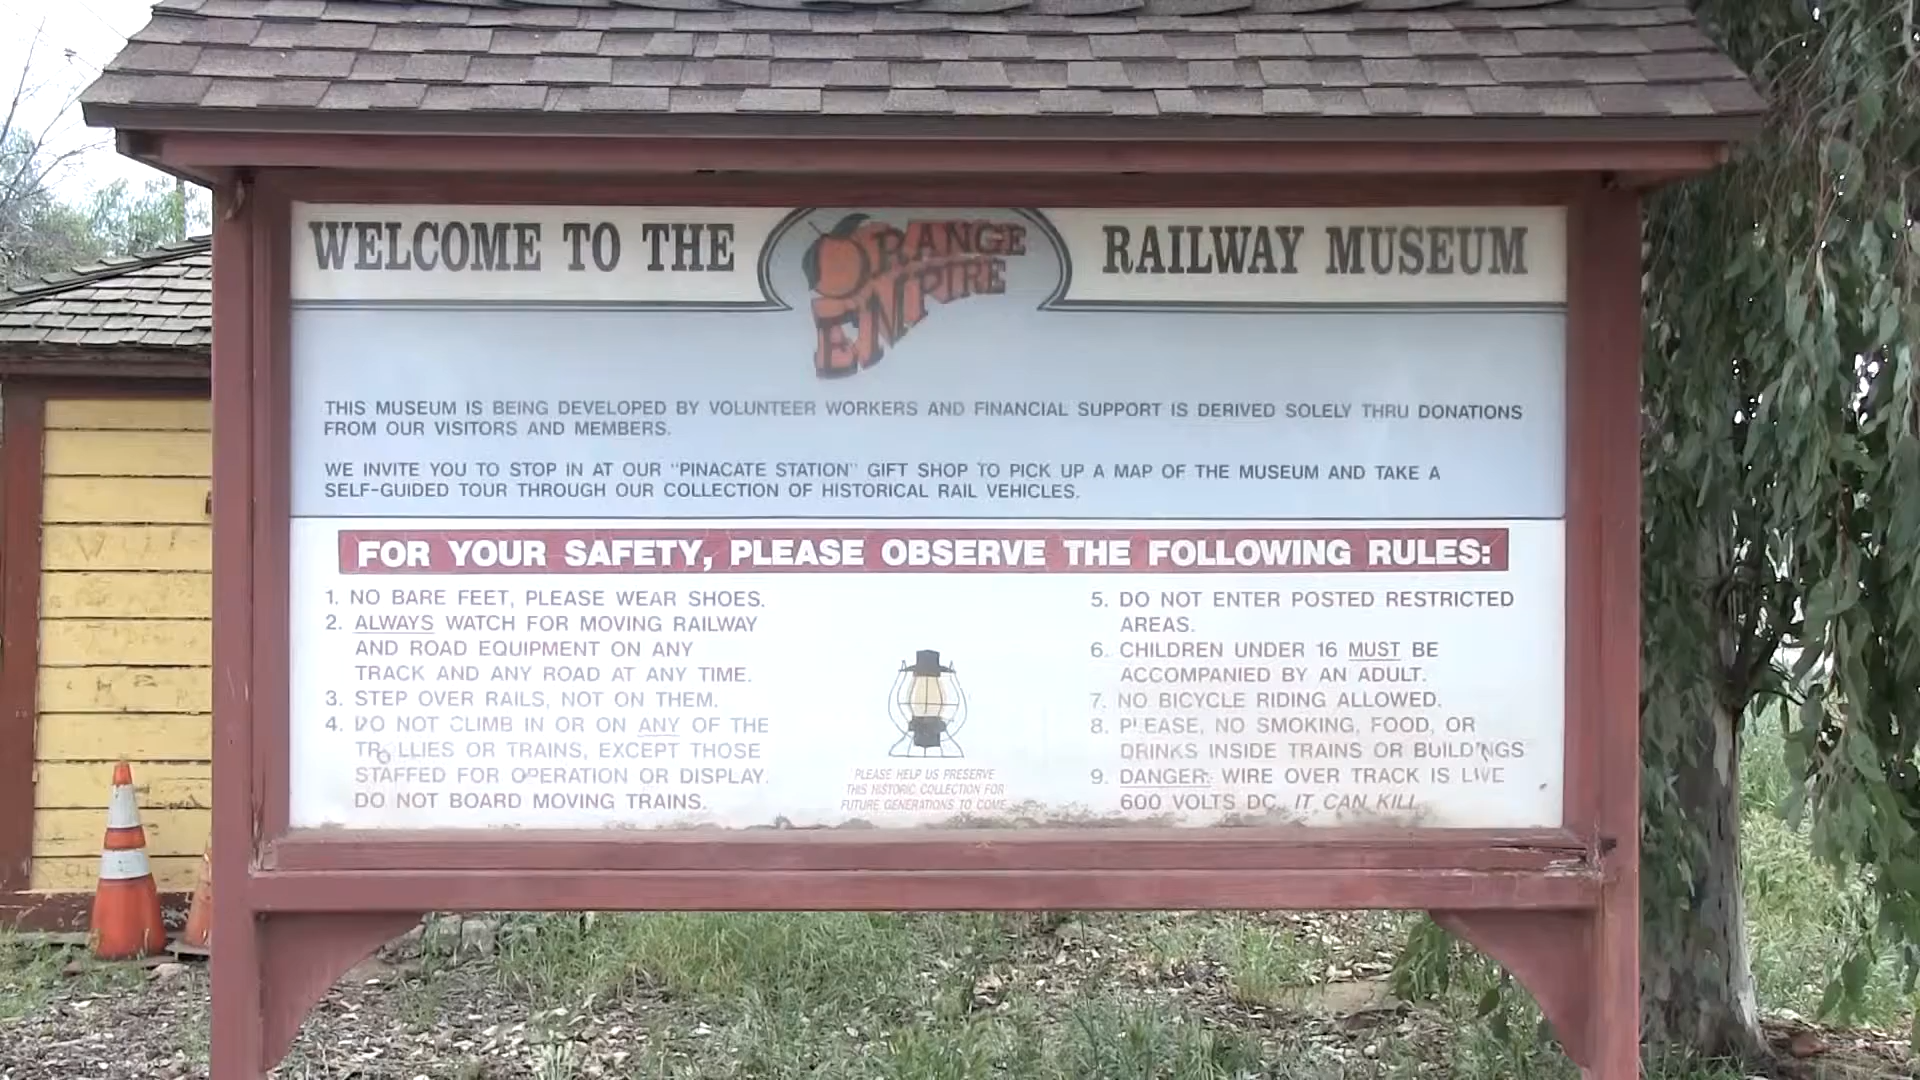 WELCOME TO THE ORANGE EMPIRE RAILWAY MUSEUM
THIS MUSEUM IS BEING DEVELOPED BY VOLUNTEER WORKERS AND FINANCIAL SUPPORT IS DERIVED SOLELY THRU DONATIONS
FROM OUR VISITORS AND MEMBERS.
WE INVITE YOU TO STOP IN AT OUR "PINACATE STATION" GIFT SHOP TO PICK UP A MAP OF THE MUSEUM AND TAKE A
SELF-GUIDED TOUR THROUGH OUR COLLECTION OF HISTORICAL RAIL VEHICLES.
FOR YOUR SAFETY, PLEASE OBSERVE THE FOLLOWING RULES:
1. NO BARE FEET, PLEASE WEAR SHOES.
2. ALWAYS WATCH FOR MOVING RAILWAY
AND ROAD EQUIPMENT ON ANY
TRACK AND ANY ROAD AT ANY TIME.
3. STEP OVER RAILS, NOT ON THEM.
4. DO NOT CLIMB IN OR ON ANY OF THE
TROLLIES OR TRAINS, EXCEPT THOSE
STAFFED FOR OPERATION OR DISPLAY.
DO NOT BOARD MOVING TRAINS.
PLEASE HELP US PRESERVE
THIS HISTORIC COLLECTION FOR
FUTURE GENERATIONS TO COME
5. DO NOT ENTER POSTED RESTRICTED
AREAS.
6. CHILDREN UNDER 16 MUST BE
ACCOMPANIED BY AN ADULT.
7. NO BICYCLE RIDING ALLOWED.
8. PLEASE, NO SMOKING, FOOD, OR
DRINKS INSIDE TRAINS OR BUILDINGS
9. DANGER: WIRE OVER TRACK IS LIVE
600 VOLTS DC, IT CAN KILL